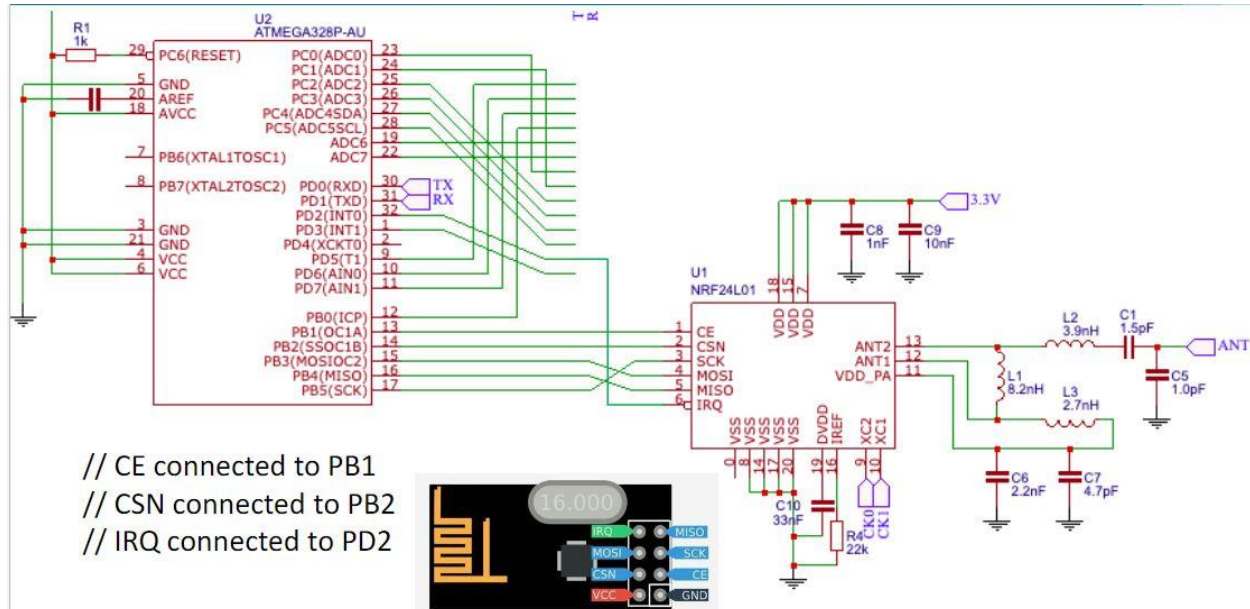 T
R
R1
1k
U2
ATMEGA328P-AU
29 PC6(RESET)
5 GND
20 AREF
18 AVCC
7 PB6(XTAL1TOSC1)
8 PB7(XTAL2TOSC2)
3 GND
21 GND
4 VCC
6 VCC
PC0(ADC0) 23
PC1(ADC1) 24
PC2(ADC2) 25
PC3(ADC3) 26
PC4(ADC4SDA) 27
PC5(ADC5SCL) 28
ADC6 19
ADC7 22
PD0(RXD) 30 TX
PD1(TXD) 31 RX
PD2(INT0) 32
PD3(INT1) 1
PD4(XCKT0) 2
PD5(T1) 9
PD6(AIN0) 10
PD7(AIN1) 11
PB0(ICP) 12
PB1(OC1A) 13
PB2(SSOC1B) 14
PB3(MOSIOC2) 15
PB4(MISO) 16
PB5(SCK) 17
3.3V
C8
1nF
C9
10nF
U1
NRF24L01
18 15 7
VDD VDD VDD
1 CE
2 CSN
3 SCK
4 MOSI
5 MISO
6 IRQ
ANT2 13
ANT1 12
VDD_PA 11
VSS VSS VSS VSS VSS DVDD IREF XC2 XC1
0 8 14 17 20 19 16 9 10
L2
3.9nH
C1
1.5pF
ANT
L1
8.2nH
L3
2.7nH
C5
1.0pF
C6
2.2nF
C7
4.7pF
C10
33nF
CK0
CK1
R4
22k
// CE connected to PB1
// CSN connected to PB2
// IRQ connected to PD2
16.000
IRQ MISO
MOSI SCK
CSN CE
VCC GND